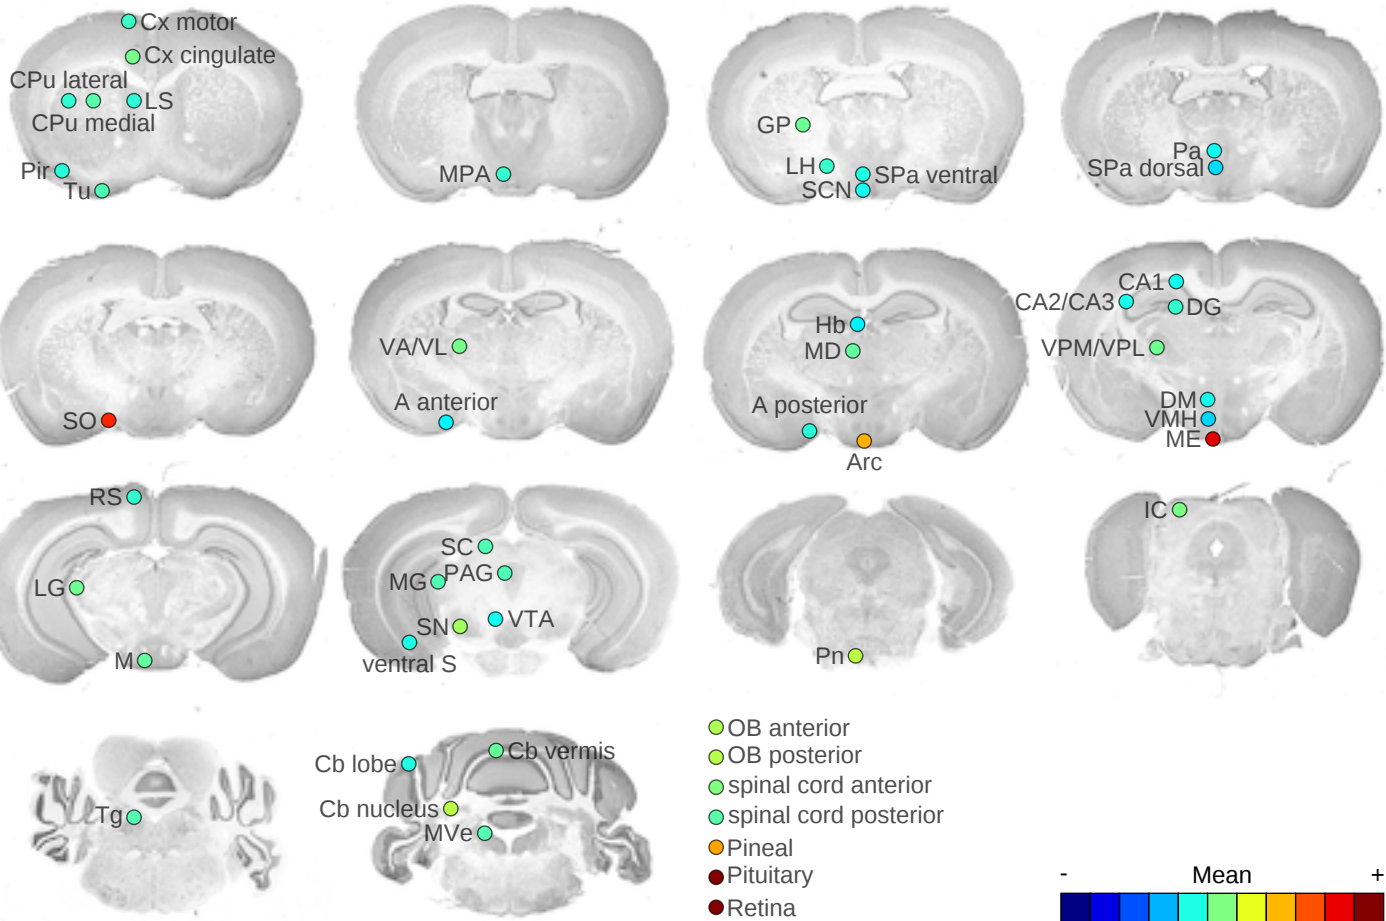 Cx motor
Cx cingulate
CPu lateral
LS
CPu medial
Pir
Tu
MPA
GP
LH
SPa ventral
SCN
Pa
SPa dorsal
SO
VA/VL
A anterior
Hb
MD
A posterior
Arc
CA1
CA2/CA3
DG
VPM/VPL
DM
VMH
ME
RS
LG
M
SC
PAG
MG
SN
VTA
ventral S
Pn
IC
Tg
Cb vermis
Cb lobe
Cb nucleus
MVe
OB anterior
OB posterior
spinal cord anterior
spinal cord posterior
Pineal
Pituitary
Retina
- Mean +